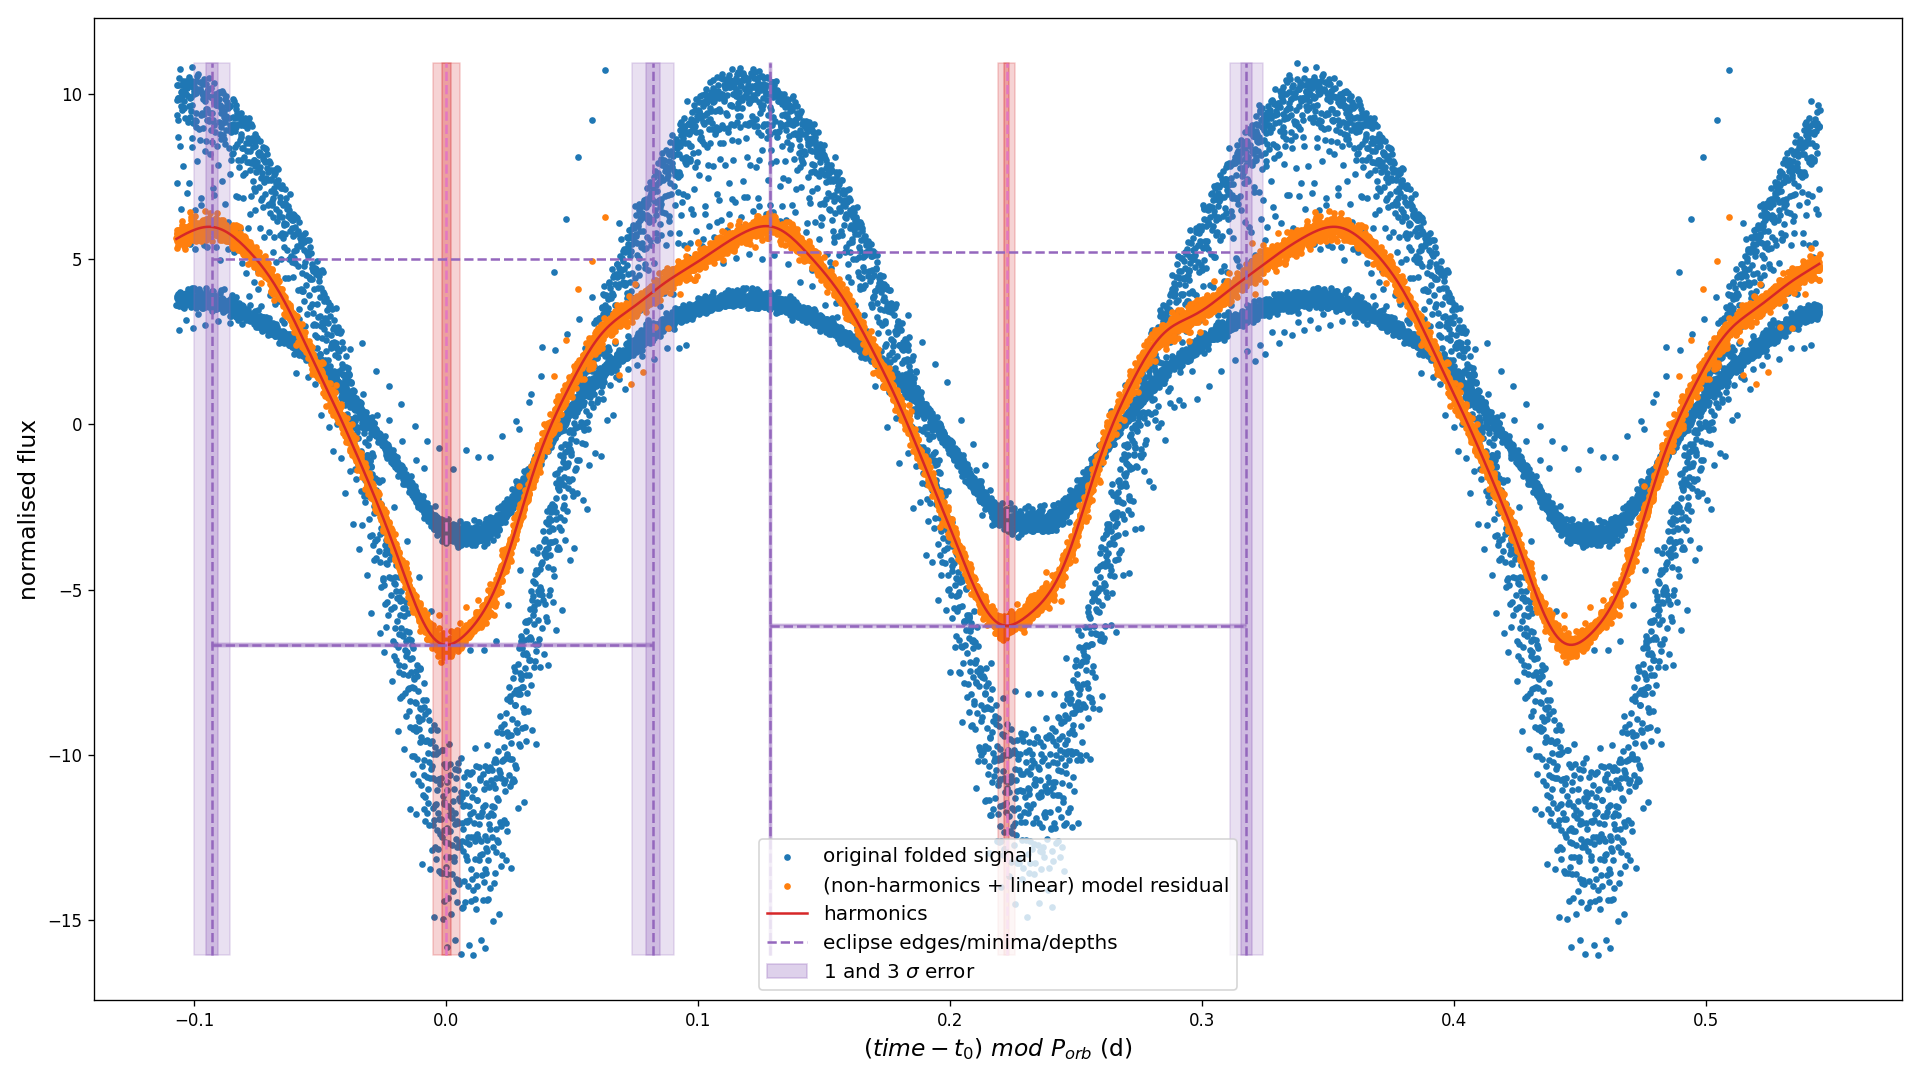 normalised flux
10
5
0
−5
−10
−15
−0.1
0.0
0.1
0.2
0.3
0.4
0.5
(time − t₀) mod Pₒᵣb (d)
original folded signal
(non-harmonics + linear) model residual
harmonics
eclipse edges/minima/depths
1 and 3 σ error